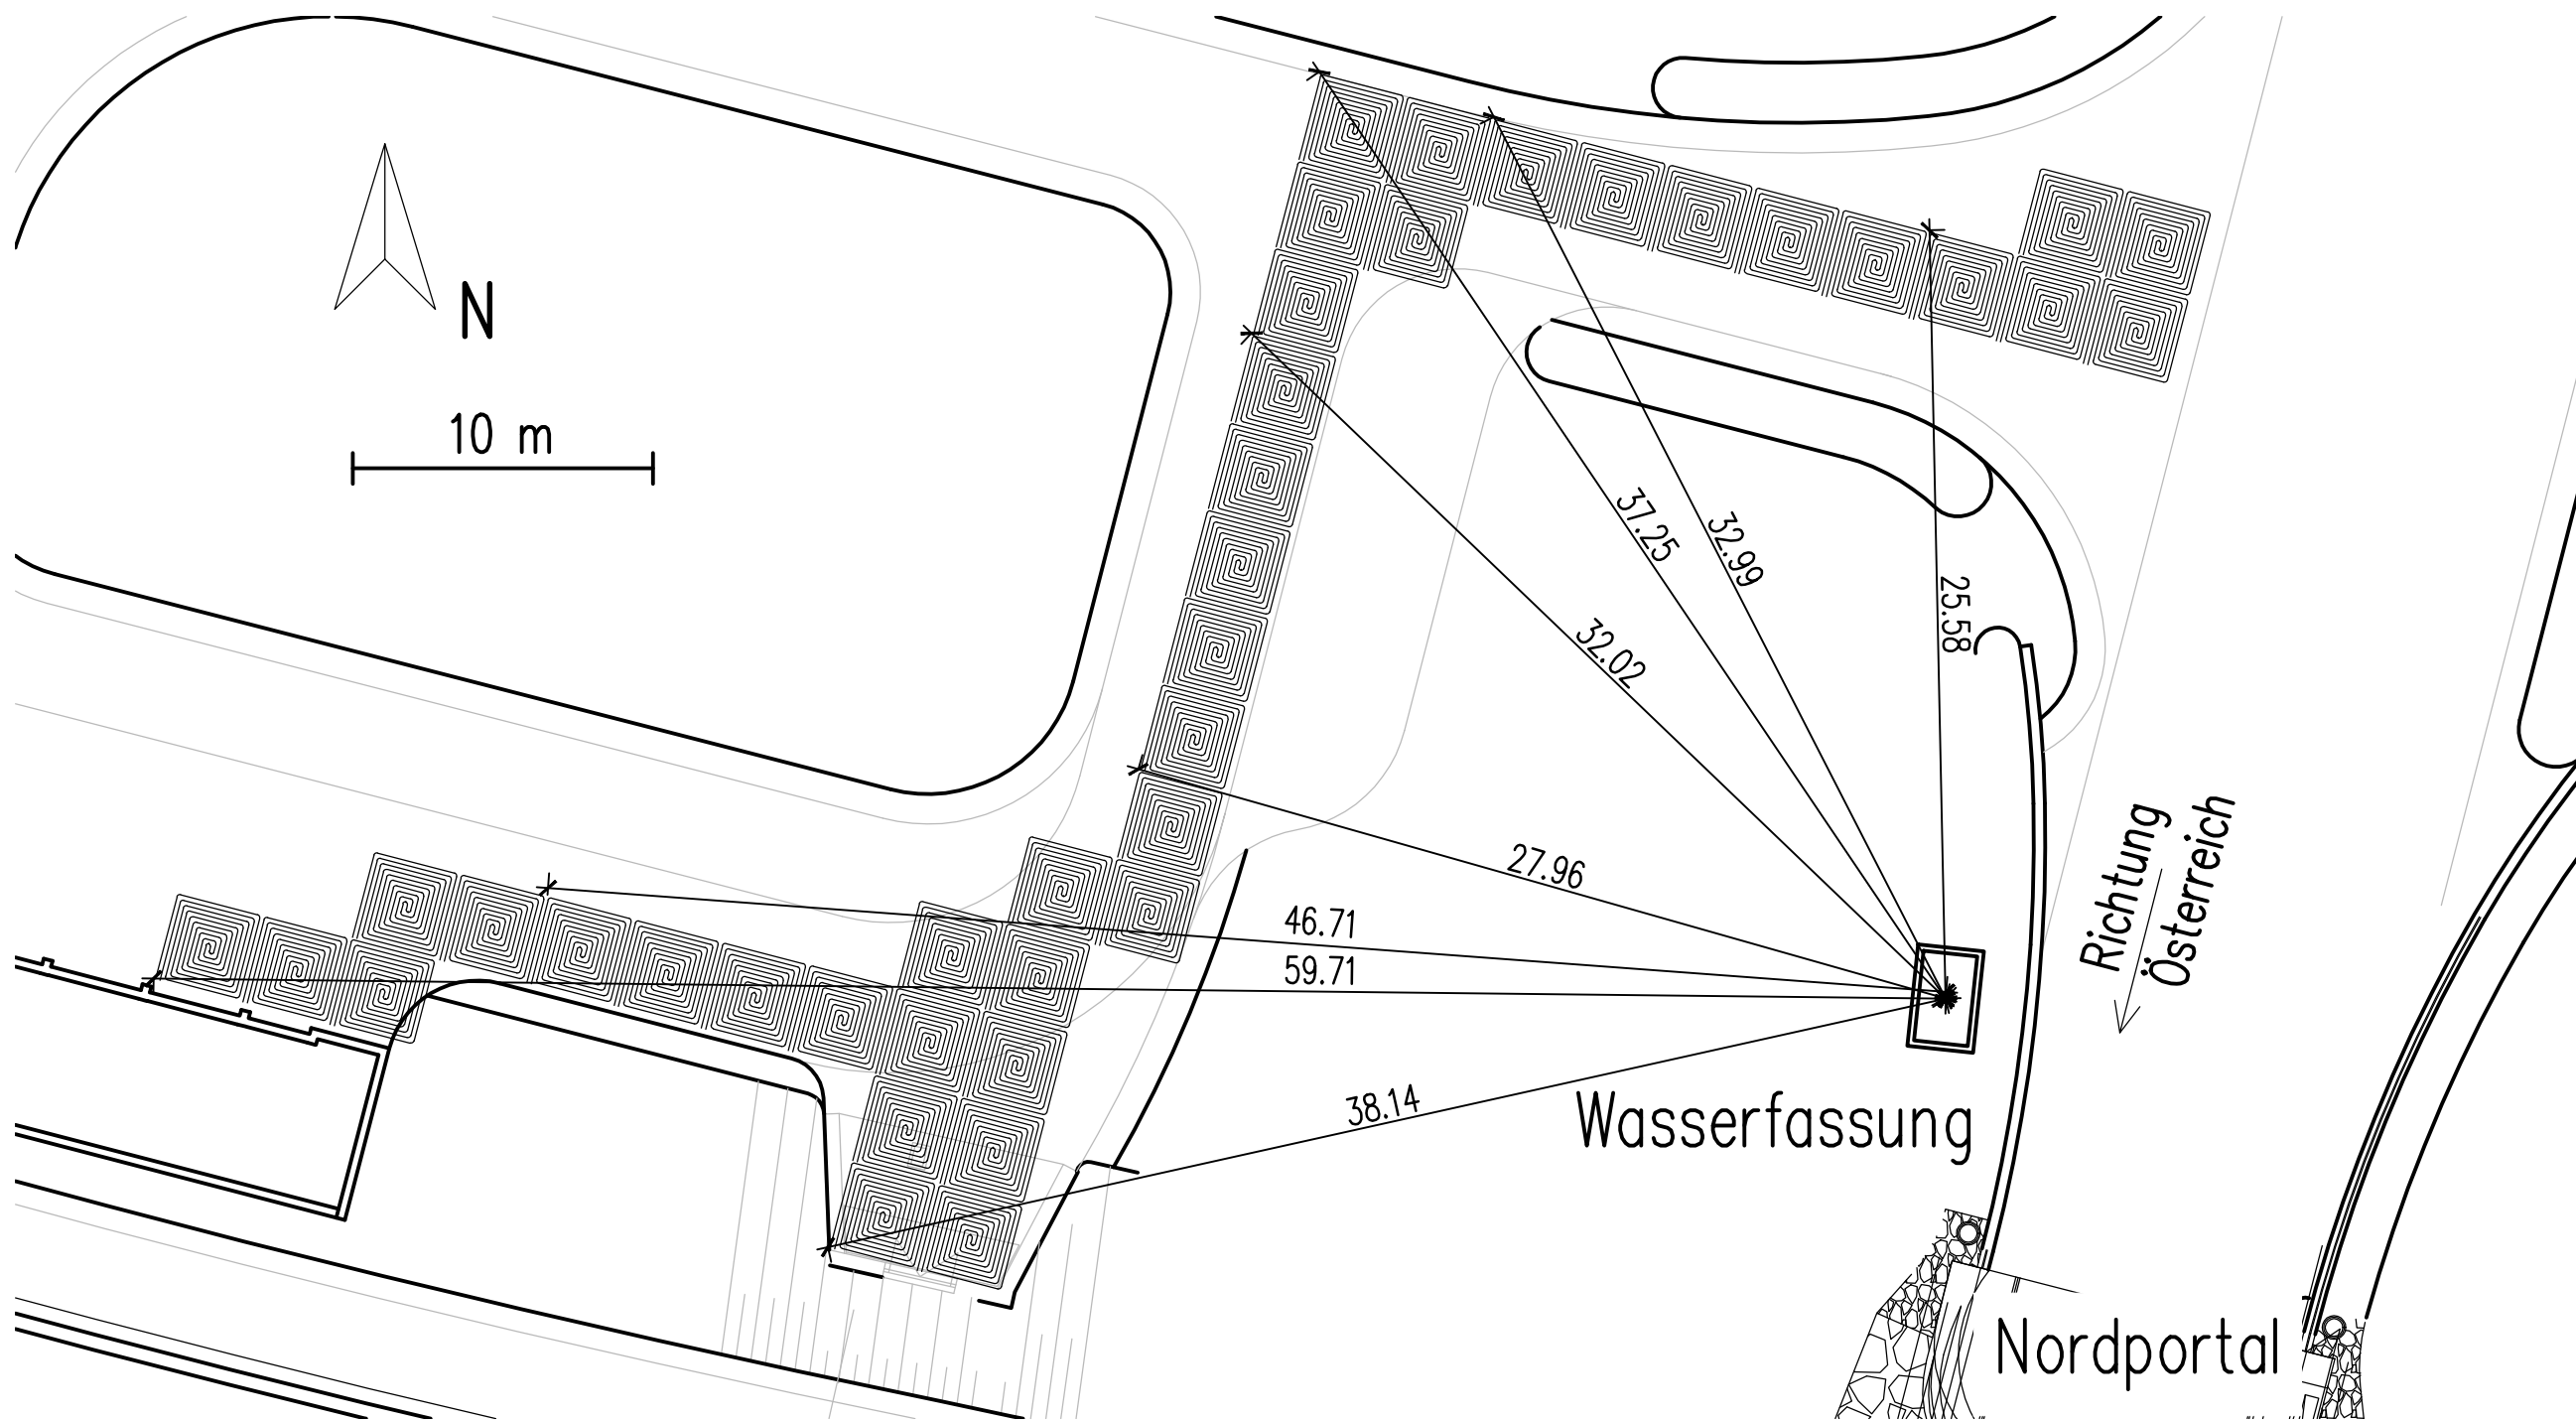 N
10 m
37.25
32.99
25.58
32.02
27.96
46.71
59.71
38.14
Richtung
Österreich
Wasserfassung
Nordportal